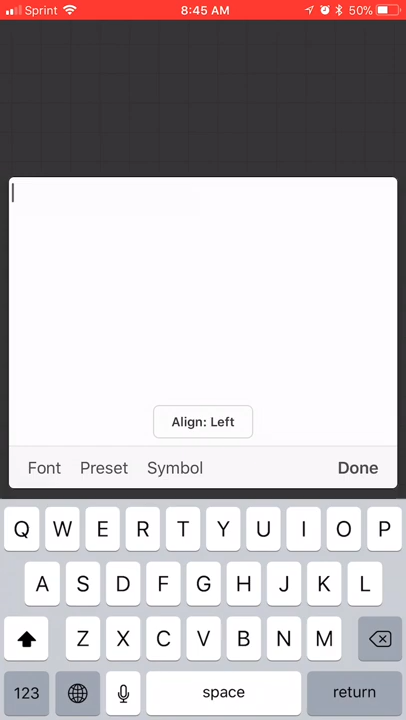 Sprint 8:45 AM 50%
Align: Left
Font Preset Symbol Done
Q W E R T Y U I O P
A S D F G H J K L
Z X C V B N M
123 space return